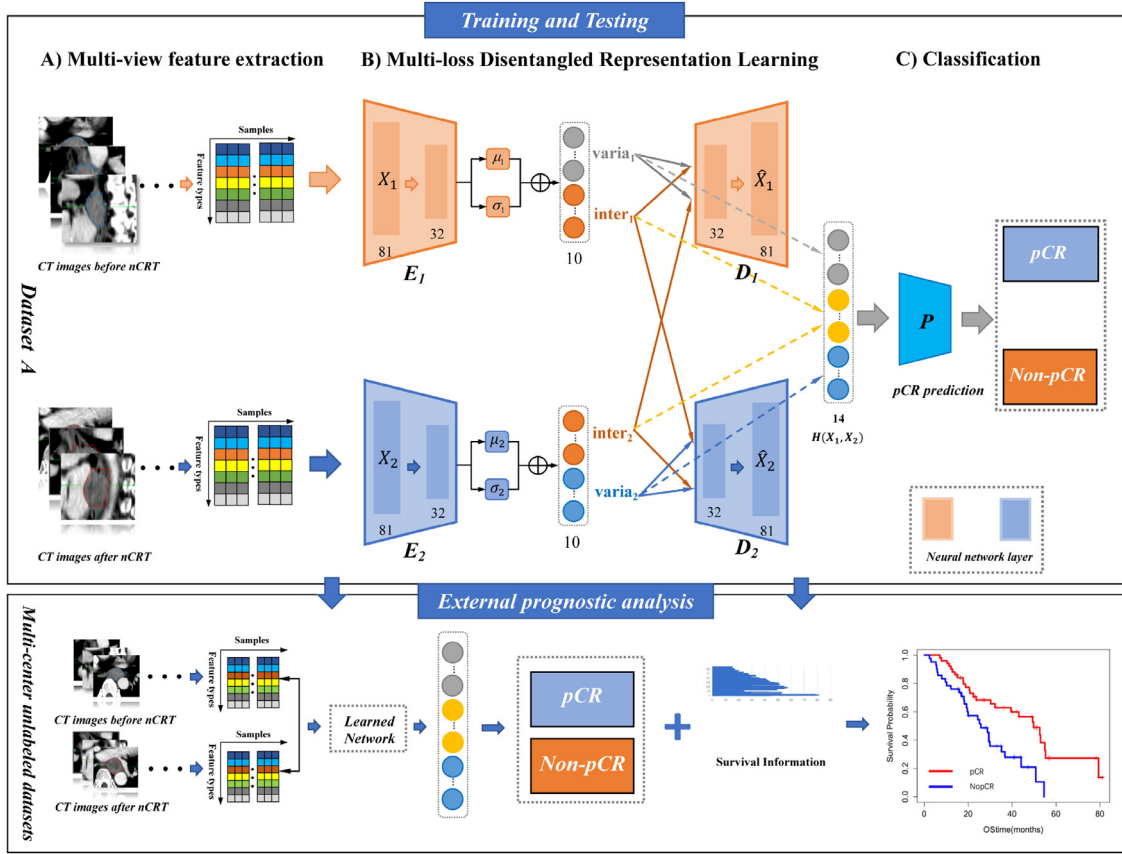 Training and Testing
A) Multi-view feature extraction
B) Multi-loss Disentangled Representation Learning
C) Classification
Dataset A
Samples
Feature types
CT images before nCRT
X₁
81
32
E₁
μ₁
σ₁
10
varia₁
inter₁
32
X̂₁
81
D₁
Samples
Feature types
CT images after nCRT
X₂
81
32
E₂
μ₂
σ₂
10
inter₂
varia₂
32
X̂₂
81
D₂
14
H(X₁, X₂)
P
pCR prediction
pCR
Non-pCR
Neural network layer
External prognostic analysis
Multi-center unlabeled datasets
Samples
Feature types
CT images before nCRT
Samples
Feature types
CT images after nCRT
Learned
Network
pCR
Non-pCR
Survival Information
Survival Probability
1.0
0.8
0.6
0.4
0.2
0.0
pCR
NopCR
0 20 40 60 80
OStime(months)